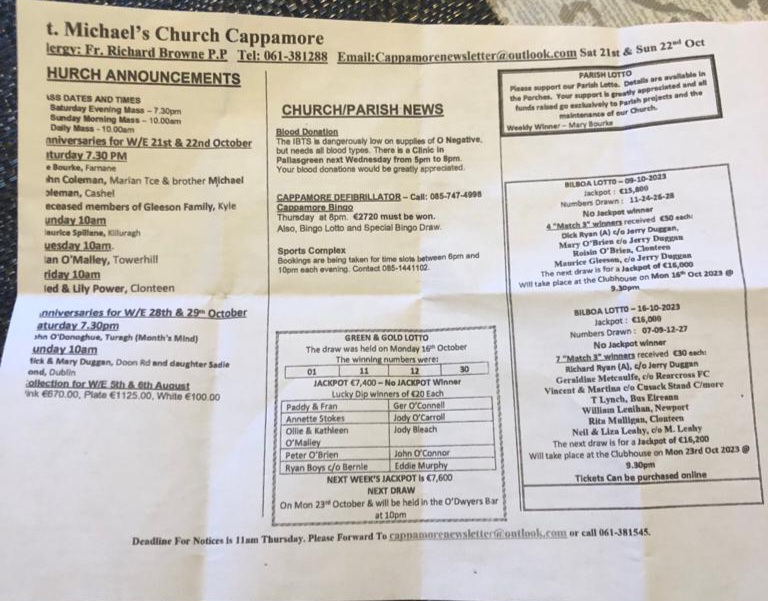 t. Michael's Church Cappamore
lergy: Fr. Richard Browne P.P Tel: 061-381288 Email:Cappamorenewsletter@outlook.com Sat 21st & Sun 22nd Oct
HURCH ANNOUNCEMENTS
ASS DATES AND TIMES
Saturday Evening Mass – 7.30pm
Sunday Morning Mass – 10.00am
Daily Mass - 10.00am
nniversaries for W/E 21st & 22nd October
aturday 7.30 PM
e Bourke, Farnane
hn Coleman, Marian Tce & brother Michael
oleman, Cashel
eceased members of Gleeson Family, Kyle
unday 10am
aurice Spillane, Killuragh
uesday 10am.
an O'Malley, Towerhill
riday 10am
ed & Lily Power, Clonteen
nniversaries for W/E 28th & 29th October
aturday 7.30pm
ohn O'Donoghue, Turagh (Month's Mind)
unday 10am
ick & Mary Duggan, Doon Rd and daughter Sadie
ond, Dublin
ollection for W/E 5th & 6th August
ink €670.00, Plate €1125.00, White €100.00
CHURCH/PARISH NEWS
Blood Donation
The IBTS is dangerously low on supplies of O Negative,
but needs all blood types. There is a Clinic in
Pallasgreen next Wednesday from 5pm to 8pm.
Your blood donations would be greatly appreciated.
CAPPAMORE DEFIBRILLATOR – Call: 085-747-4998
Cappamore Bingo
Thursday at 8pm. €2720 must be won.
Also, Bingo Lotto and Special Bingo Draw.
Sports Complex
Bookings are being taken for time slots between 6pm and
10pm each evening. Contact 085-1441102.
GREEN & GOLD LOTTO
The draw was held on Monday 16th October
The winning numbers were:
01 11 12 30
JACKPOT €7,400 – No JACKPOT Winner
Lucky Dip winners of €20 Each
Paddy & Fran Ger O'Connell
Annette Stokes Jody O'Carroll
Ollie & Kathleen Jody Bleach
O'Malley
Peter O'Brien John O'Connor
Ryan Boys c/o Bernie Eddie Murphy
NEXT WEEK'S JACKPOT is €7,600
NEXT DRAW
On Mon 23rd October & will be held in the O'Dwyers Bar
at 10pm
PARISH LOTTO
Please support our Parish Lotto. Details are available in
the Porches. Your support is greatly appreciated and all
funds raised go exclusively to Parish projects and the
maintenance of our Church.
Weekly Winner – Mary Bourke
BILBOA LOTTO – 09-10-2023
Jackpot : €15,800
Numbers Drawn : 11-24-26-28
No Jackpot winner
4 "Match 3" winners received €50 each:
Dick Ryan (A) c/o Jerry Duggan,
Mary O'Brien c/o Jerry Duggan,
Roisin O'Brien, Clonteen
Maurice Gleeson, c/o Jerry Duggan
The next draw is for a Jackpot of €16,000
Will take place at the Clubhouse on Mon 16th Oct 2023 @
9.30pm
BILBOA LOTTO – 16-10-2023
Jackpot : €16,000
Numbers Drawn : 07-09-12-27
No Jackpot winner
7 "Match 3" winners received €30 each:
Richard Ryan (A), c/o Jerry Duggan
Geraldine Metcalfe, c/o Rearcross FC
Vincent & Martina c/o Cusack Stand C/more
T Lynch, Bus Eireann
William Lenihan, Newport
Rita Mulligan, Clonteen
Neil & Liza Leahy, c/o M. Leahy
The next draw is for a Jackpot of €16,200
Will take place at the Clubhouse on Mon 23rd Oct 2023 @
9.30pm
Tickets Can be purchased online
Deadline For Notices is 11am Thursday. Please Forward To cappamorenewsletter@outlook.com or call 061-381545.